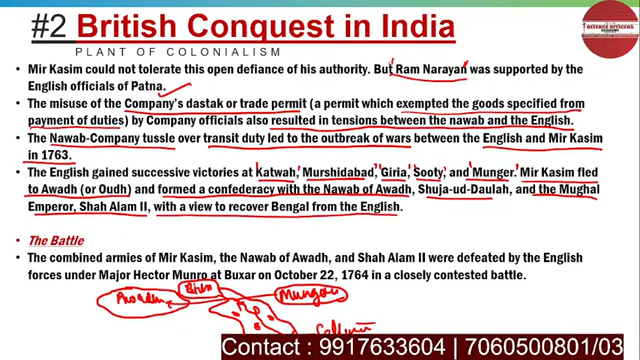 #2 British Conquest in India
PLANT OF COLONIALISM
DEFENCE OFFICERS
ACADEMY
• Mir Kasim could not tolerate this open defiance of his authority. But Ram Narayan was supported by the
English officials of Patna.
• The misuse of the Company's dastak or trade permit (a permit which exempted the goods specified from
payment of duties) by Company officials also resulted in tensions between the nawab and the English.
• The Nawab-Company tussle over transit duty led to the outbreak of wars between the English and Mir Kasim
in 1763.
• The English gained successive victories at Katwah, Murshidabad, Giria, Sooty, and Munger. Mir Kasim fled
to Awadh (or Oudh) and formed a confederacy with the Nawab of Awadh, Shuja-ud-Daulah, and the Mughal
Emperor, Shah Alam II, with a view to recover Bengal from the English.
• The Battle
• The combined armies of Mir Kasim, the Nawab of Awadh, and Shah Alam II were defeated by the English
forces under Major Hector Munro at Buxar on October 22, 1764 in a closely contested battle.
Awadh
Contact : 9917633604 | 7060500801/03